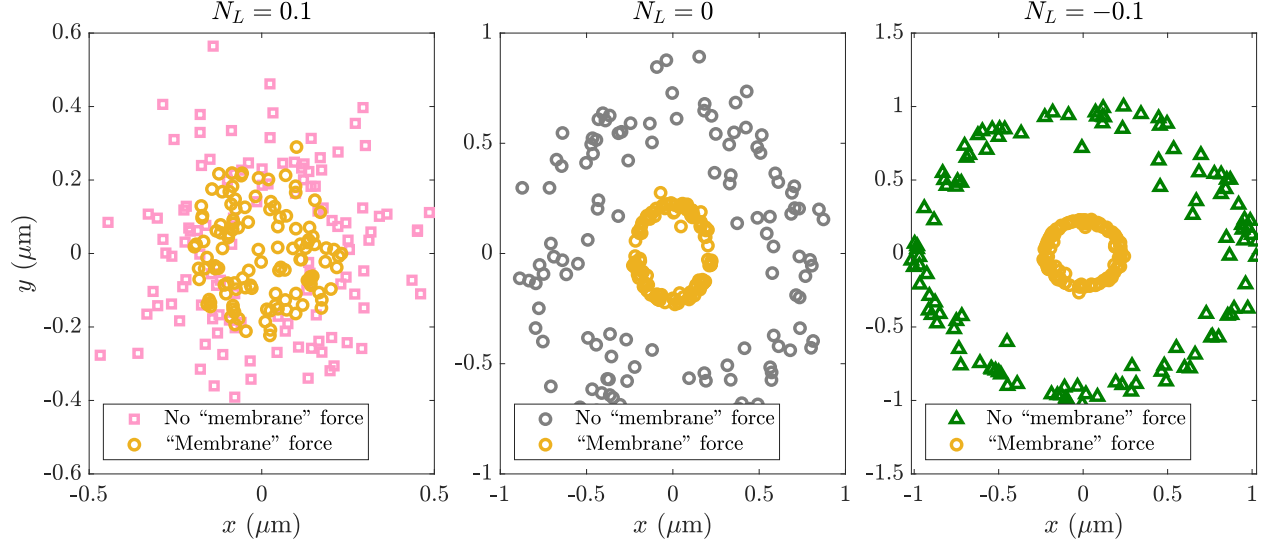 N_L = 0.1
0.6
0.4
0.2
0
-0.2
-0.4
-0.6
y (μm)
-0.5
0
0.5
x (μm)
No “membrane” force
“Membrane” force
N_L = 0
1
0.5
0
-0.5
-1
-1
-0.5
0
0.5
1
x (μm)
No “membrane” force
“Membrane” force
N_L = −0.1
1.5
1
0.5
0
-0.5
-1
-1.5
-1
-0.5
0
0.5
1
x (μm)
No “membrane” force
“Membrane” force